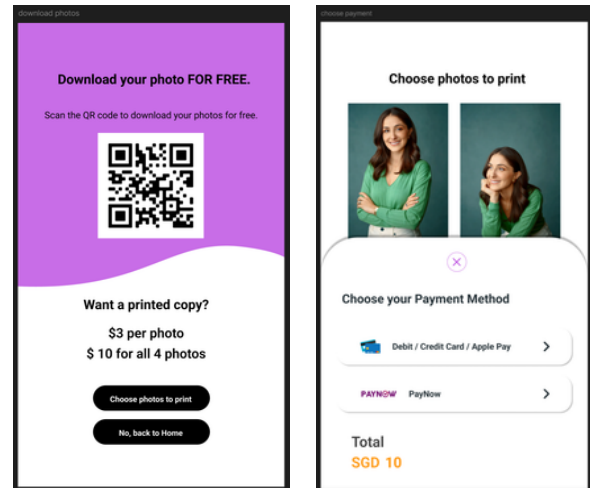 download photos
Download your photo FOR FREE.
Scan the QR code to download your photos for free.
Want a printed copy?
$3 per photo
$ 10 for all 4 photos
Choose photos to print
No, back to Home
choose payment
Choose photos to print
Choose your Payment Method
Debit / Credit Card / Apple Pay
PAYNOW PayNow
Total
SGD 10